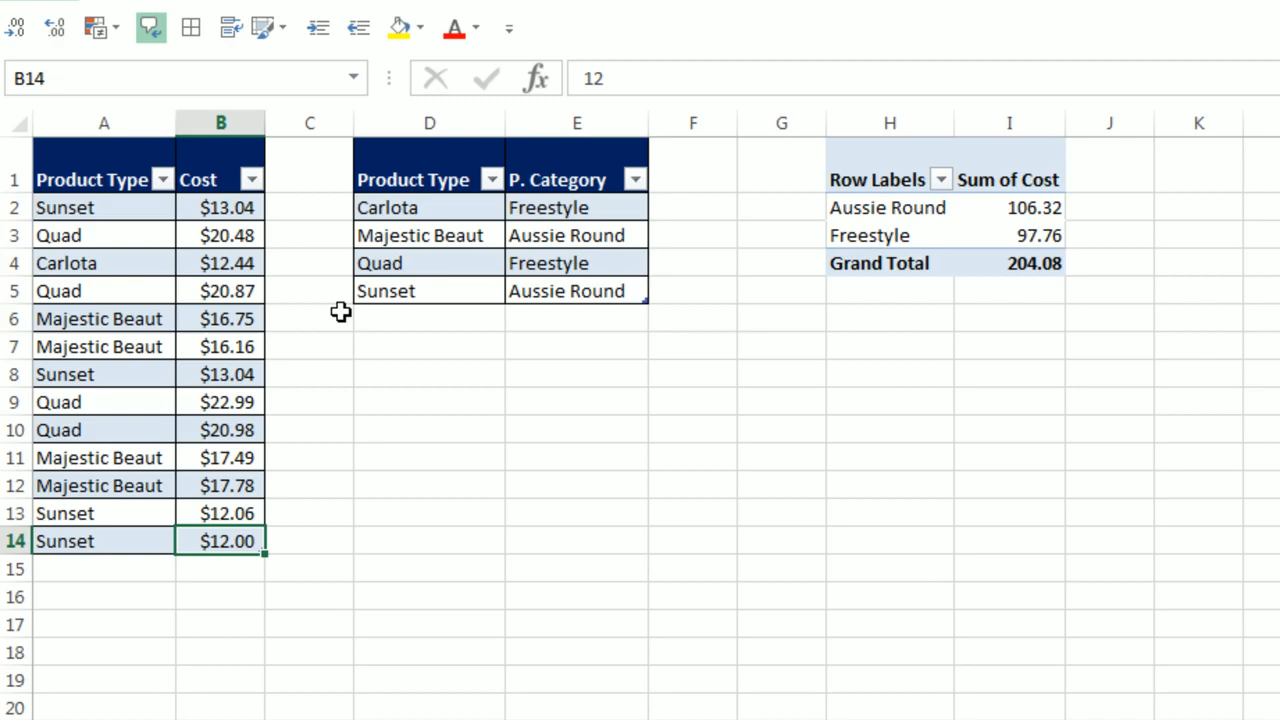 .00 →.0
←.0 .00
A
B14
fx
12
A B C D E F G H I J K
1 Product Type Cost Product Type P. Category Row Labels Sum of Cost
2 Sunset $13.04 Carlota Freestyle Aussie Round 106.32
3 Quad $20.48 Majestic Beaut Aussie Round Freestyle 97.76
4 Carlota $12.44 Quad Freestyle Grand Total 204.08
5 Quad $20.87 Sunset Aussie Round
6 Majestic Beaut $16.75
7 Majestic Beaut $16.16
8 Sunset $13.04
9 Quad $22.99
10 Quad $20.98
11 Majestic Beaut $17.49
12 Majestic Beaut $17.78
13 Sunset $12.06
14 Sunset $12.00
15
16
17
18
19
20